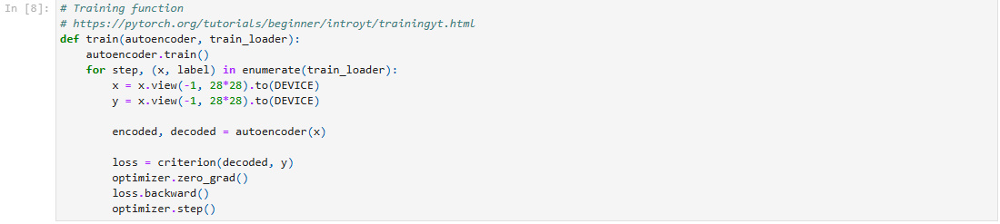 In [8]: # Training function
# https://pytorch.org/tutorials/beginner/introyt/trainingyt.html
def train(autoencoder, train_loader):
    autoencoder.train()
    for step, (x, label) in enumerate(train_loader):
        x = x.view(-1, 28*28).to(DEVICE)
        y = x.view(-1, 28*28).to(DEVICE)

        encoded, decoded = autoencoder(x)

        loss = criterion(decoded, y)
        optimizer.zero_grad()
        loss.backward()
        optimizer.step()